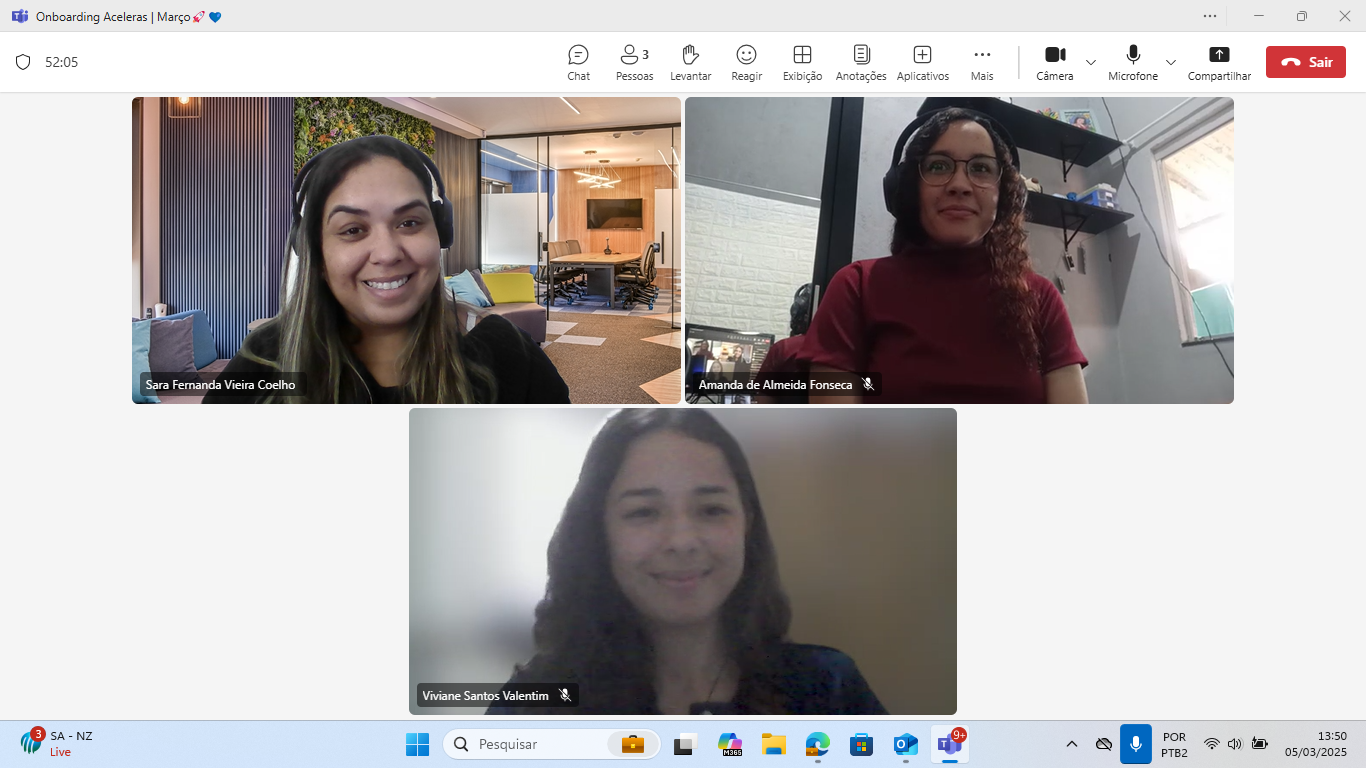 Onboarding Aceleras | Março🚀💙
52:05
Chat
Pessoas 3
Levantar
Reagir
Exibição
Anotações
Aplicativos
Mais
Câmera
Microfone
Compartilhar
Sair
Sara Fernanda Vieira Coelho
Amanda de Almeida Fonseca
Viviane Santos Valentim
3
SA - NZ
Live
Pesquisar
M365
9+
POR
PTB2
13:50
05/03/2025